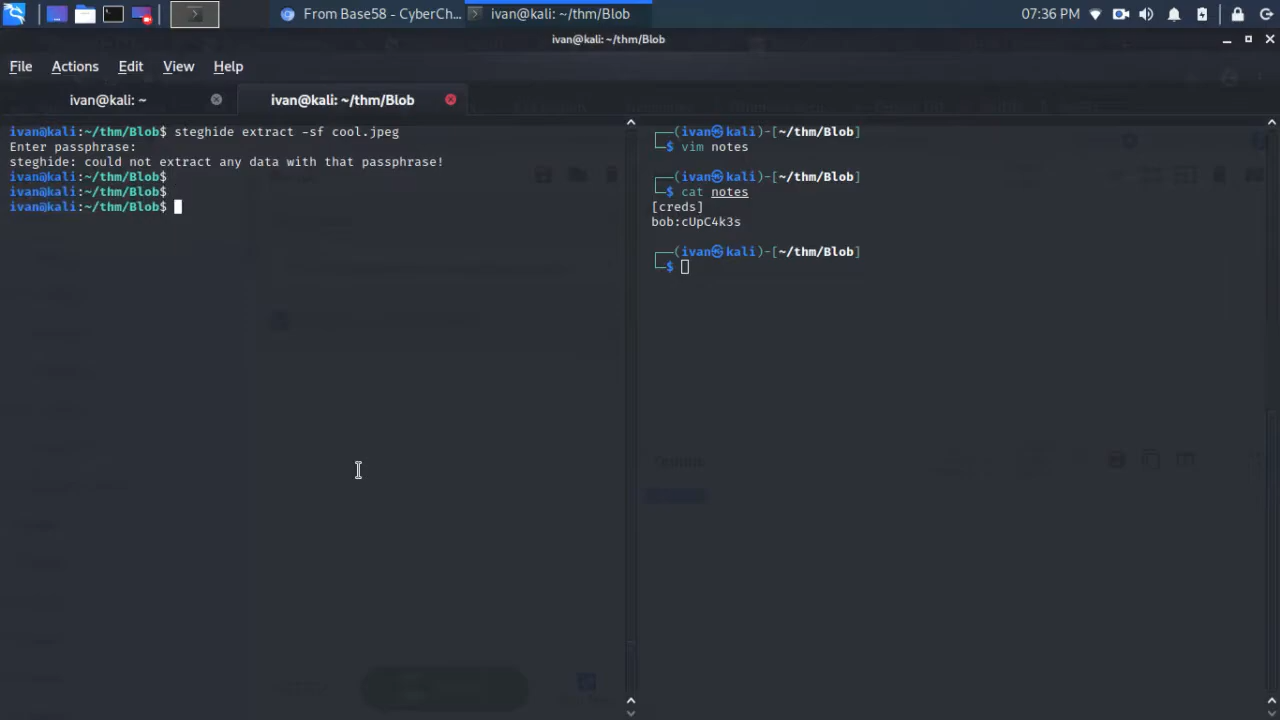 From Base58 - CyberCh...
ivan@kali: ~/thm/Blob
07:36 PM
ivan@kali: ~/thm/Blob
File Actions Edit View Help
ivan@kali: ~
ivan@kali: ~/thm/Blob
ivan@kali:~/thm/Blob$ steghide extract -sf cool.jpeg
Enter passphrase:
steghide: could not extract any data with that passphrase!
ivan@kali:~/thm/Blob$
ivan@kali:~/thm/Blob$
ivan@kali:~/thm/Blob$
┌──(ivan㉿kali)-[~/thm/Blob]
└─$ vim notes
┌──(ivan㉿kali)-[~/thm/Blob]
└─$ cat notes
[creds]
bob:cUpC4k3s
┌──(ivan㉿kali)-[~/thm/Blob]
└─$